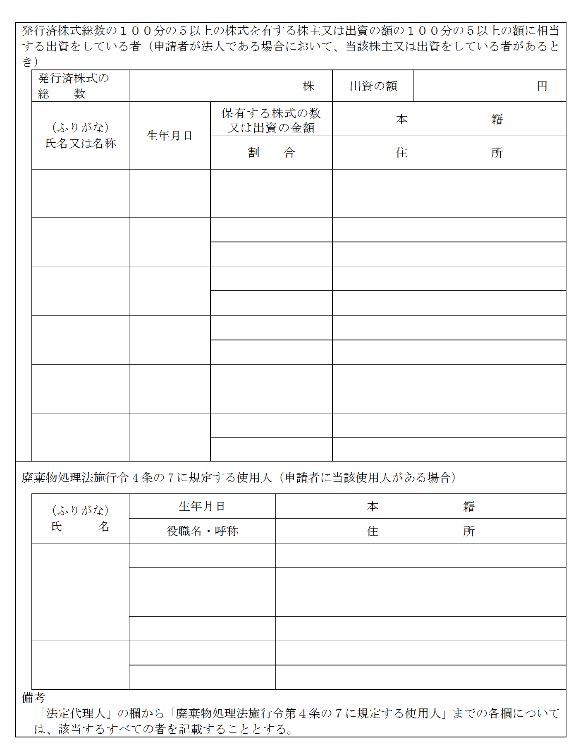 発行済株式総数の１００分の５以上の株式を有する株主又は出資の額の１００分の５以上の額に相当
する出資をしている者（申請者が法人である場合において、当該株主又は出資をしている者があると
き）
発行済株式の
総　　数
株
出資の額
円
（ふりがな）
氏名又は名称
生年月日
保有する株式の数
又は出資の金額
本　　　　　　　籍
割　　合
住　　　　　　　所
廃棄物処理法施行令４条の７に規定する使用人（申請者に当該使用人がある場合）
（ふりがな）
氏　　　名
生年月日
本　　　　　　　籍
役職名・呼称
住　　　　　　　所
備考
「法定代理人」の欄から「廃棄物処理法施行令第４条の７に規定する使用人」までの各欄について
は、該当するすべての者を記載することとする。